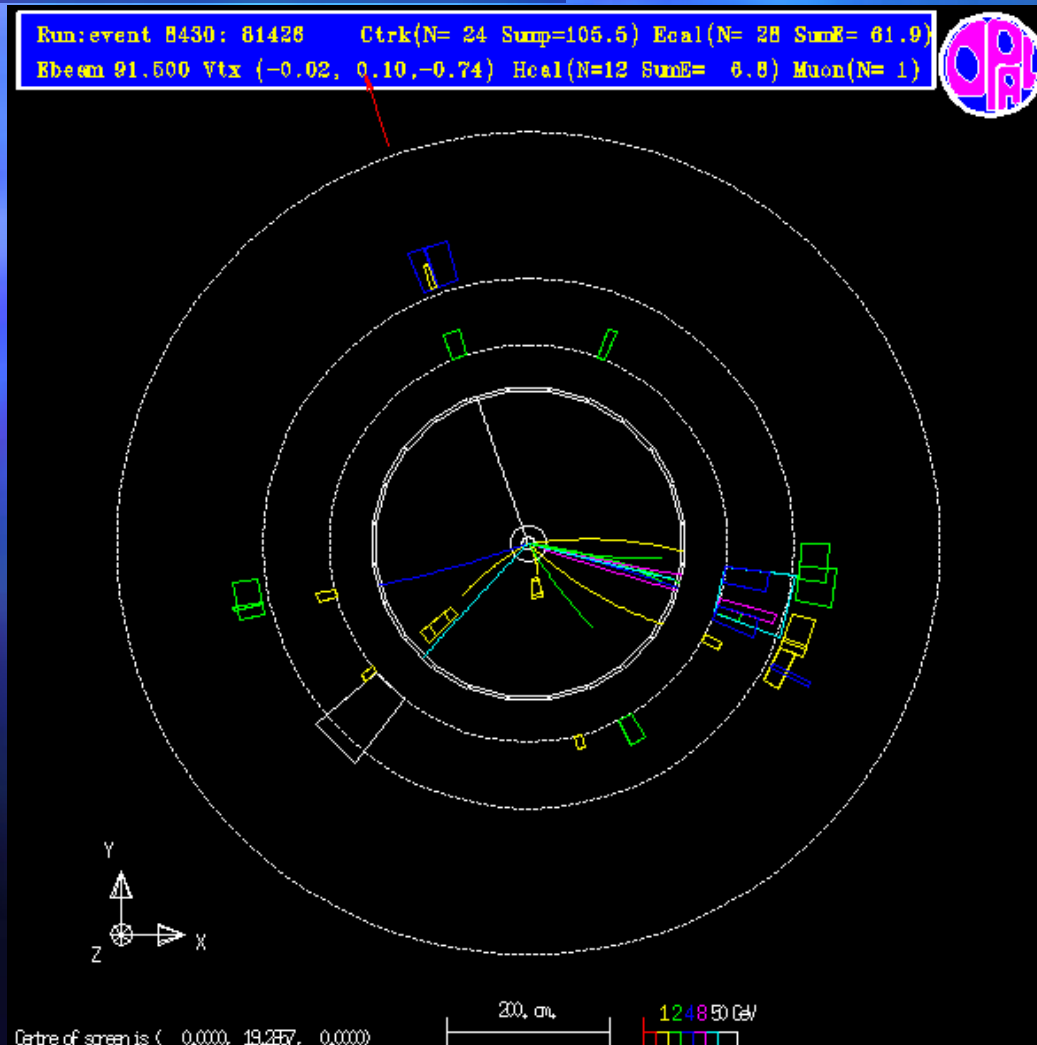 Run:event 8430: 81428 Ctrk(N= 24 Sump=105.5) Ecal(N= 28 SumE= 61.9)
Ebeam 91.500 Vtx (-0.02, 0.10,-0.74) Hcal(N=12 SumE= 6.8) Muon(N= 1)
OPAL
Y
X
Z
200. cm.
1 2 4 8 50 GeV
Centre of screen is ( 0.0000, 19.2857, 0.0000)